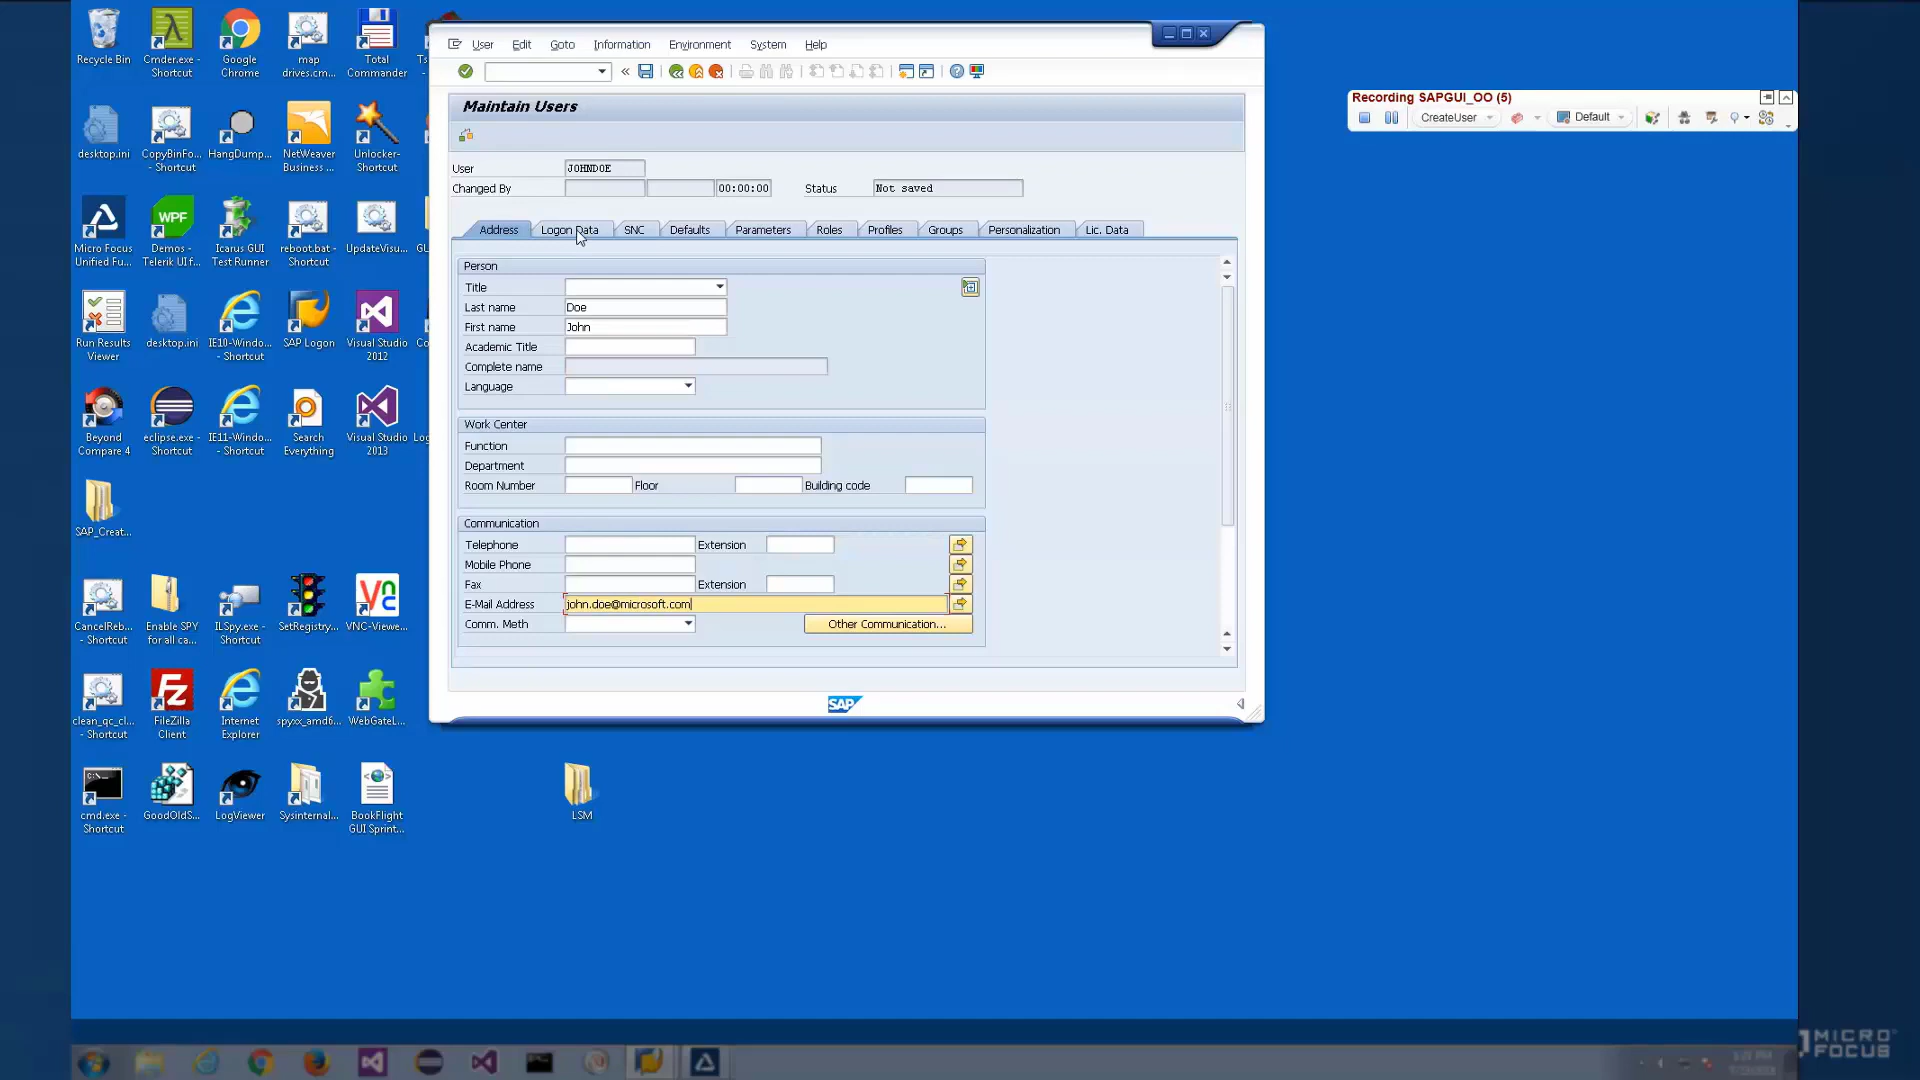 User Edit Goto Information Environment System Help
Maintain Users
User JOHNDOE
Changed By 00:00:00 Status Not saved
Address Logon Data SNC Defaults Parameters Roles Profiles Groups Personalization Lic. Data
Person
Title
Last name Doe
First name John
Academic Title
Complete name
Language
Work Center
Function
Department
Room Number Floor Building code
Communication
Telephone Extension
Mobile Phone
Fax Extension
E-Mail Address john.doe@microsoft.com
Comm. Meth Other Communication...
SAP
Recording SAPGUI_OO (5)
CreateUser Default
Recycle Bin
Cmder.exe - Shortcut
Google Chrome
map drives.cm...
Total Commander
desktop.ini
CopyBinFo... - Shortcut
HangDump...
NetWeaver Business ...
Unlocker-Shortcut
Micro Focus Unified Fu...
WPF
Demos - Telerik UI f...
Icarus GUI Test Runner
reboot.bat - Shortcut
UpdateVisu...
Run Results Viewer
desktop.ini
IE10-Windo... - Shortcut
SAP Logon
Visual Studio 2012
Beyond Compare 4
eclipse.exe - Shortcut
IE11-Windo... - Shortcut
Search Everything
Visual Studio 2013
SAP_Creat...
CancelReb... - Shortcut
Enable SPY for all ca...
ILSpy.exe - Shortcut
SetRegistry...
VNC-Viewe...
clean_qc_cl... - Shortcut
FileZilla Client
Internet Explorer
spyxx_amd6...
WebGateL...
cmd.exe - Shortcut
GoodOldS...
LogViewer
Sysinternal...
BookFlight GUI Sprint...
LSM
MICRO
FOCUS